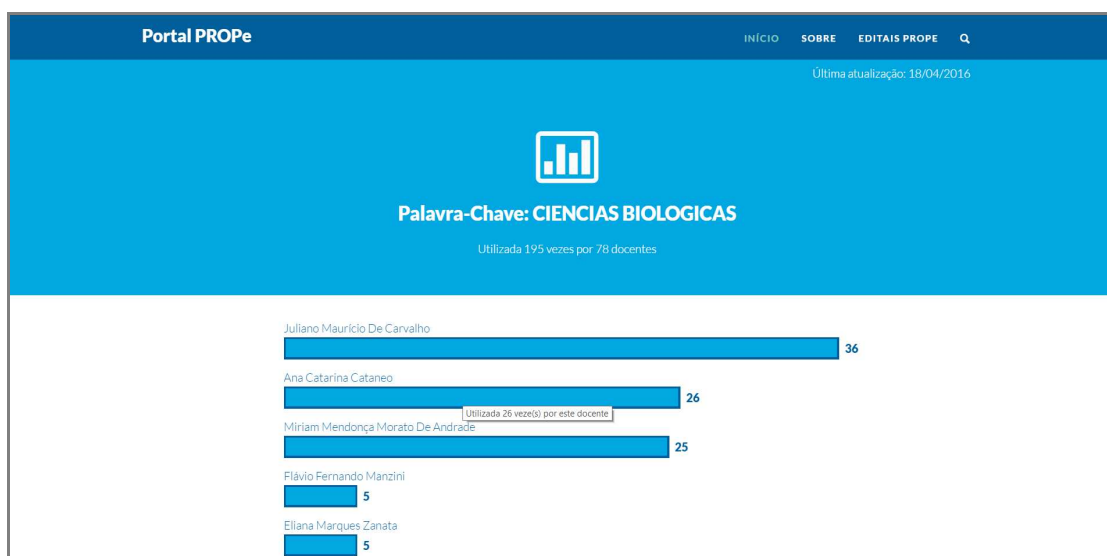 Portal PROPe
INÍCIO SOBRE EDITAIS PROPE
Última atualização: 18/04/2016
Palavra-Chave: CIENCIAS BIOLOGICAS
Utilizada 195 vezes por 78 docentes
Juliano Maurício De Carvalho
36
Ana Catarina Cataneo
26
Utilizada 26 veze(s) por este docente
Miriam Mendonça Morato De Andrade
25
Flávio Fernando Manzini
5
Eliana Marques Zanata
5